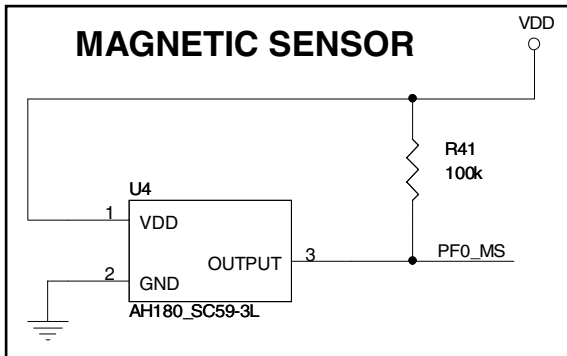 MAGNETIC SENSOR
VDD
R41
100k
U4
1
VDD
2
GND
OUTPUT
3
PF0_MS
AH180_SC59-3L